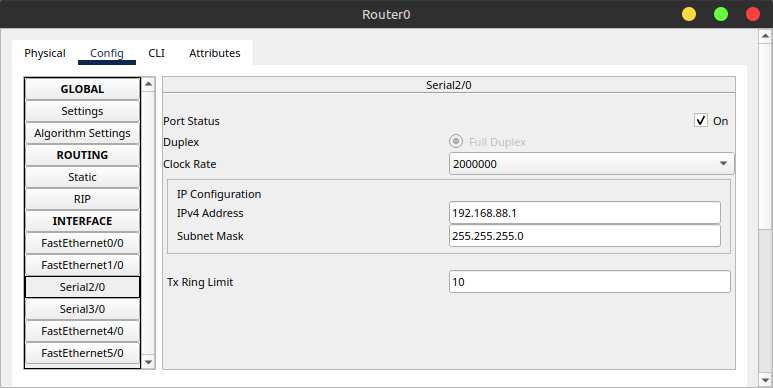 Router0
Physical Config CLI Attributes
GLOBAL
Settings
Algorithm Settings
ROUTING
Static
RIP
INTERFACE
FastEthernet0/0
FastEthernet1/0
Serial2/0
Serial3/0
FastEthernet4/0
FastEthernet5/0
Serial2/0
Port Status On
Duplex Full Duplex
Clock Rate 2000000
IP Configuration
IPv4 Address 192.168.88.1
Subnet Mask 255.255.255.0
Tx Ring Limit 10